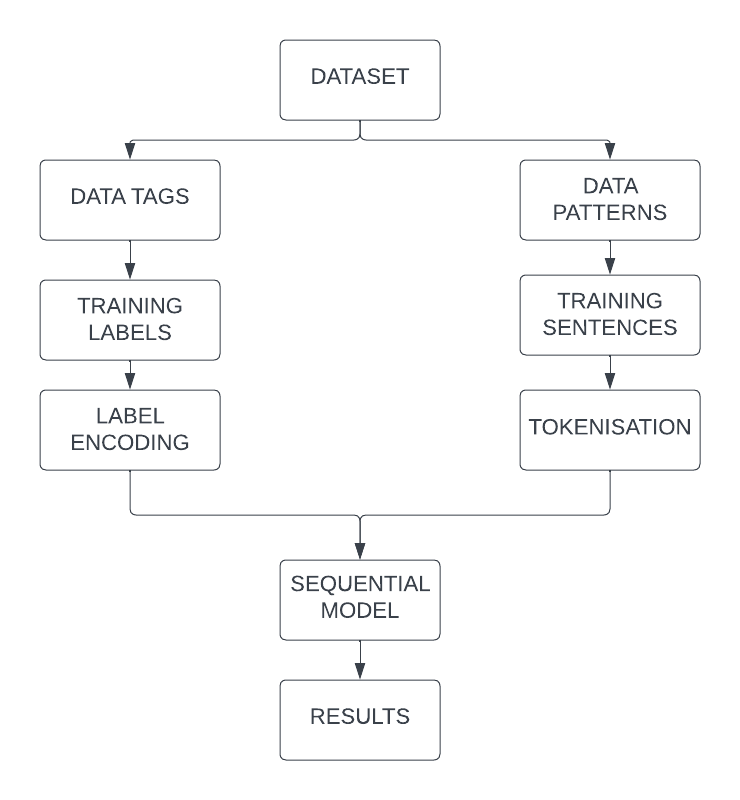 DATASET
DATA TAGS
DATA
PATTERNS
TRAINING
LABELS
TRAINING
SENTENCES
LABEL
ENCODING
TOKENISATION
SEQUENTIAL
MODEL
RESULTS